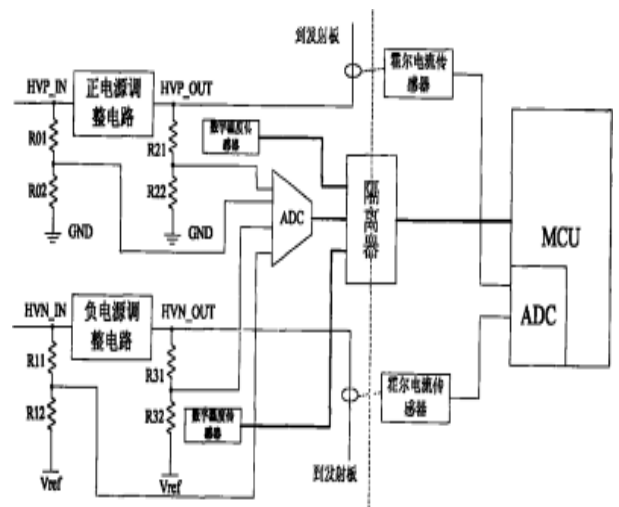 到发射板
霍尔电流传
感器
HVP_IN
正电源调
整电路
HVP_OUT
R01
R21
数字温度传
感器
R02
R22
GND
GND
ADC
隔离器
MCU
ADC
HVN_IN
负电源调
整电路
HVN_OUT
R11
R31
霍尔电流传
感器
R12
R32
数字温度传
感器
Vref
Vref
到发射板